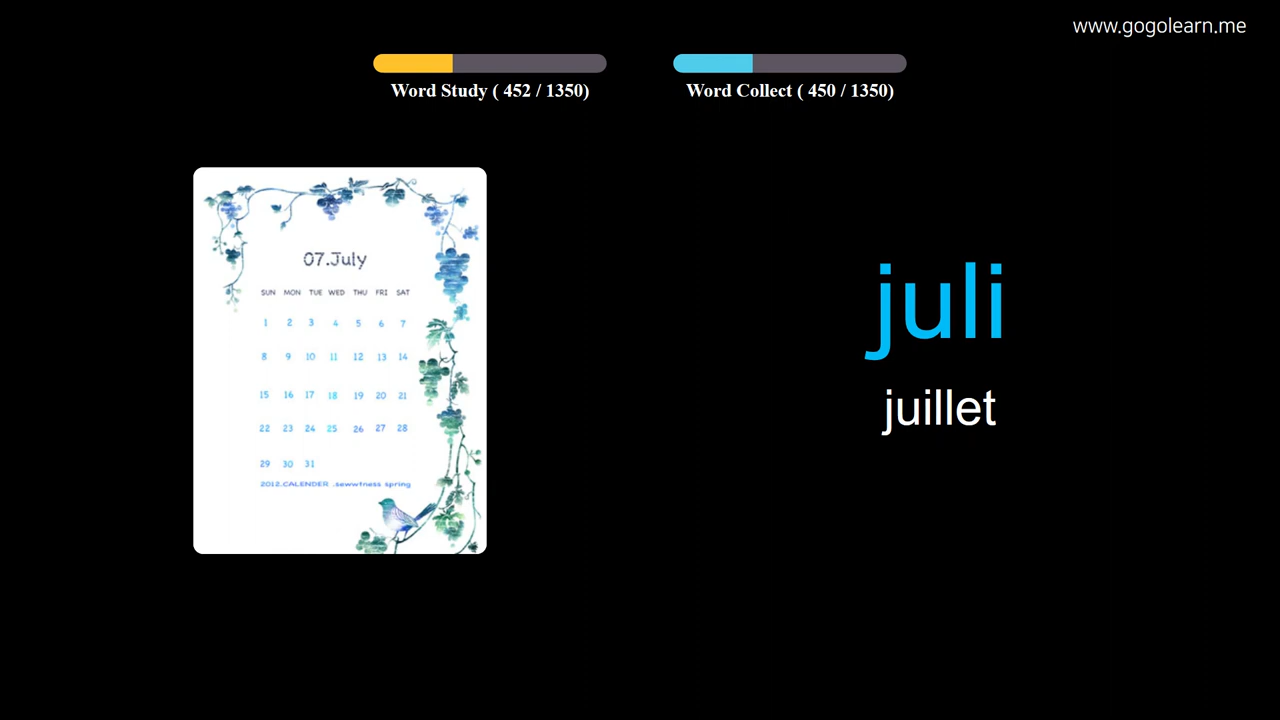 www.gogolearn.me
Word Study ( 452 / 1350)
Word Collect ( 450 / 1350)
07.July
SUN MON TUE WED THU FRI SAT
1 2 3 4 5 6 7
8 9 10 11 12 13 14
15 16 17 18 19 20 21
22 23 24 25 26 27 28
29 30 31
2012.CALENDER .sewwtness spring
juli
juillet